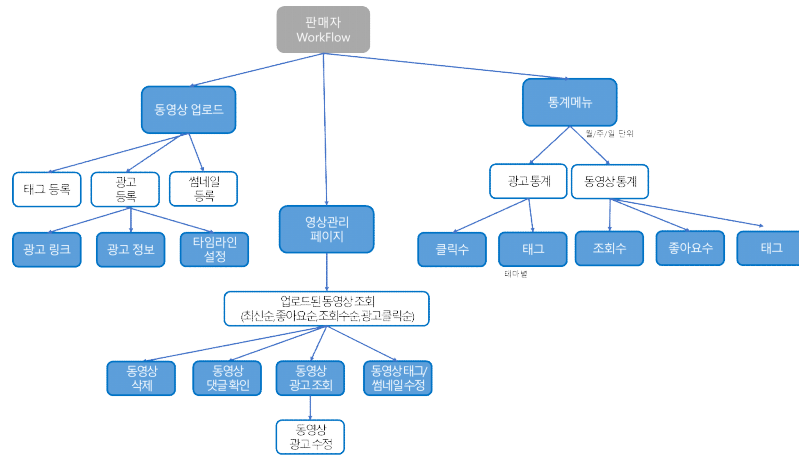 판매자
WorkFlow
동영상 업로드
통계메뉴
월/주/일 단위
태그 등록
광고
등록
썸네일
등록
광고 통계
동영상 통계
광고 링크
광고 정보
타임라인
설정
영상관리
페이지
클릭수
태그
조회수
좋아요수
태그
테마별
업로드된 동영상 조회
(최신순,좋아요순,조회수순,광고클릭순)
동영상
삭제
동영상
댓글 확인
동영상
광고 조회
동영상 태그/
썸네일 수정
동영상
광고 수정